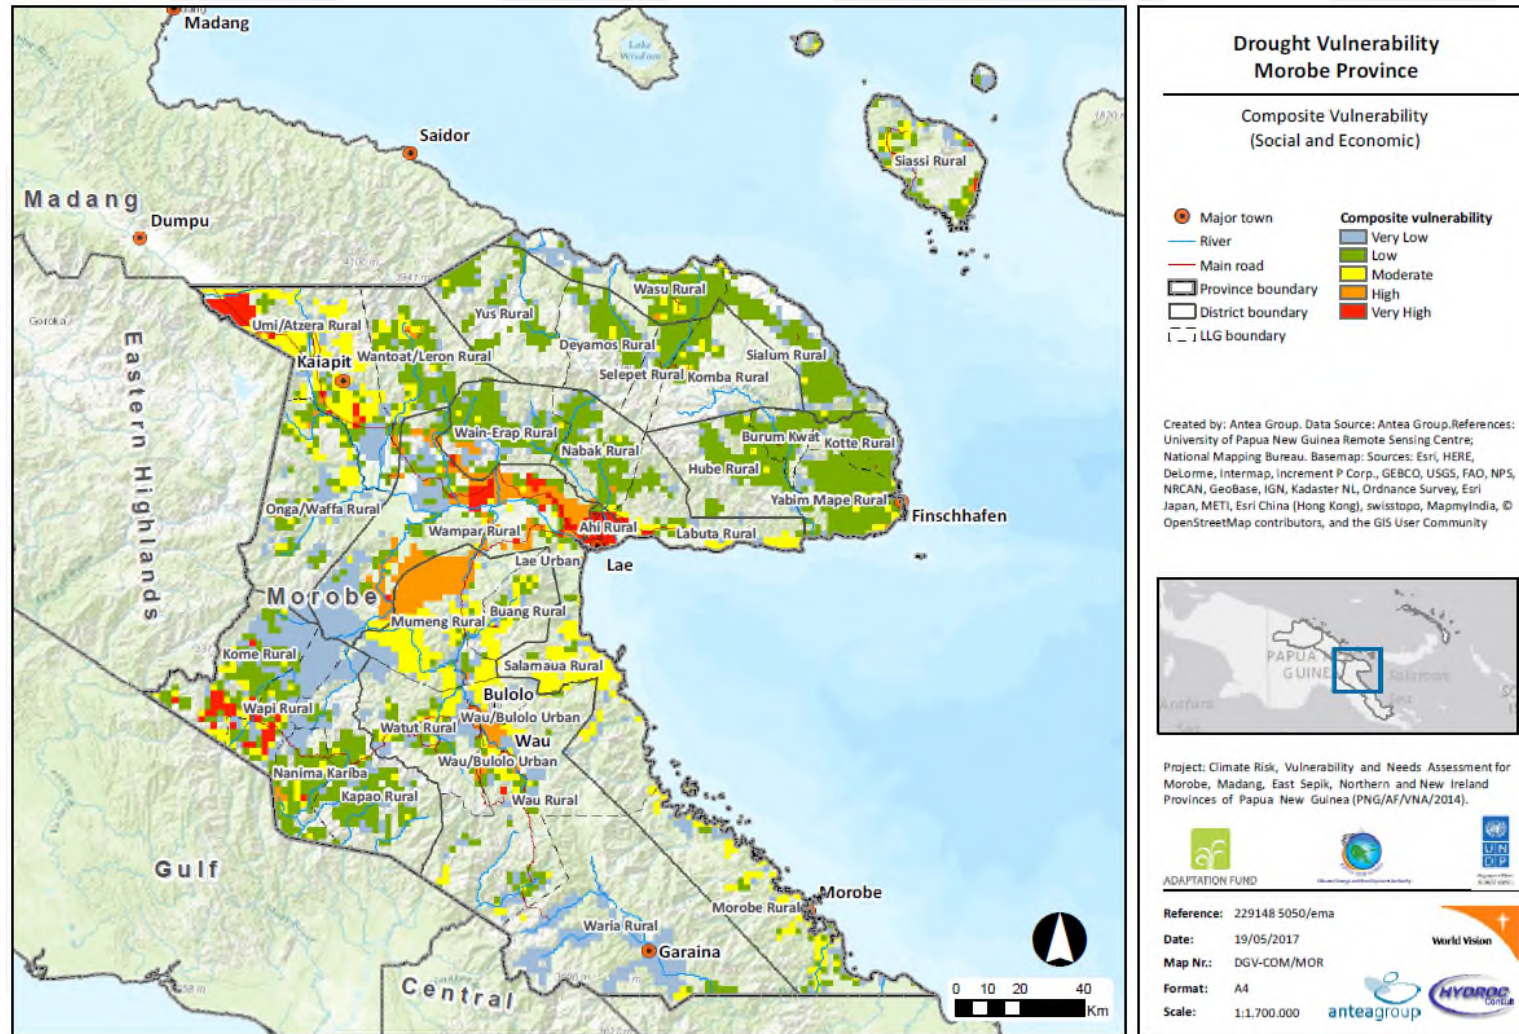 Madang
Lake
Wisdom
Saidor
Siassi Rural
Madang
Dumpu
4106 m
3941 m
Goroka
Eastern Highlands
Umi/Atzera Rural
Kaiapit
Wantoat/Leron Rural
Yus Rural
Wasu Rural
Deyamos Rural
Sialum Rural
Selepet Rural
Komba Rural
Wain-Erap Rural
Nabak Rural
Burum Kwat
Kotte Rural
Hube Rural
Yabim Mape Rural
Finschhafen
Onga/Waffa Rural
Wampar Rural
Ahi Rural
Labuta Rural
Lae Urban
Lae
Morobe
Mumeng Rural
Buang Rural
Kome Rural
Salamaua Rural
Bulolo
Wapi Rural
Watut Rural
Wau/Bulolo Urban
Wau
Wau/Bulolo Urban
Nanima Kariba
Kapao Rural
Wau Rural
Gulf
Morobe
Morobe Rural
Waria Rural
Garaina
Central
0 10 20 40
Km
Drought Vulnerability
Morobe Province
Composite Vulnerability
(Social and Economic)
Major town
River
Main road
Province boundary
District boundary
LLG boundary
Composite vulnerability
Very Low
Low
Moderate
High
Very High
Created by: Antea Group. Data Source: Antea Group.References:
University of Papua New Guinea Remote Sensing Centre;
National Mapping Bureau. Basemap: Sources: Esri, HERE,
DeLorme, Intermap, increment P Corp., GEBCO, USGS, FAO, NPS,
NRCAN, GeoBase, IGN, Kadaster NL, Ordnance Survey, Esri
Japan, METI, Esri China (Hong Kong), swisstopo, MapmyIndia, ©
OpenStreetMap contributors, and the GIS User Community
PAPUA
GUINE
Solomon
Sea
Arafura
Sea
Project: Climate Risk, Vulnerability and Needs Assessment for
Morobe, Madang, East Sepik, Northern and New Ireland
Provinces of Papua New Guinea (PNG/AF/VNA/2014).
ADAPTATION FUND
U N
D P
Reference: 229148 5050/ema
Date: 19/05/2017
Map Nr.: DGV-COM/MOR
Format: A4
Scale: 1:1.700.000
World Vision
anteagroup
HYDROC
Consult